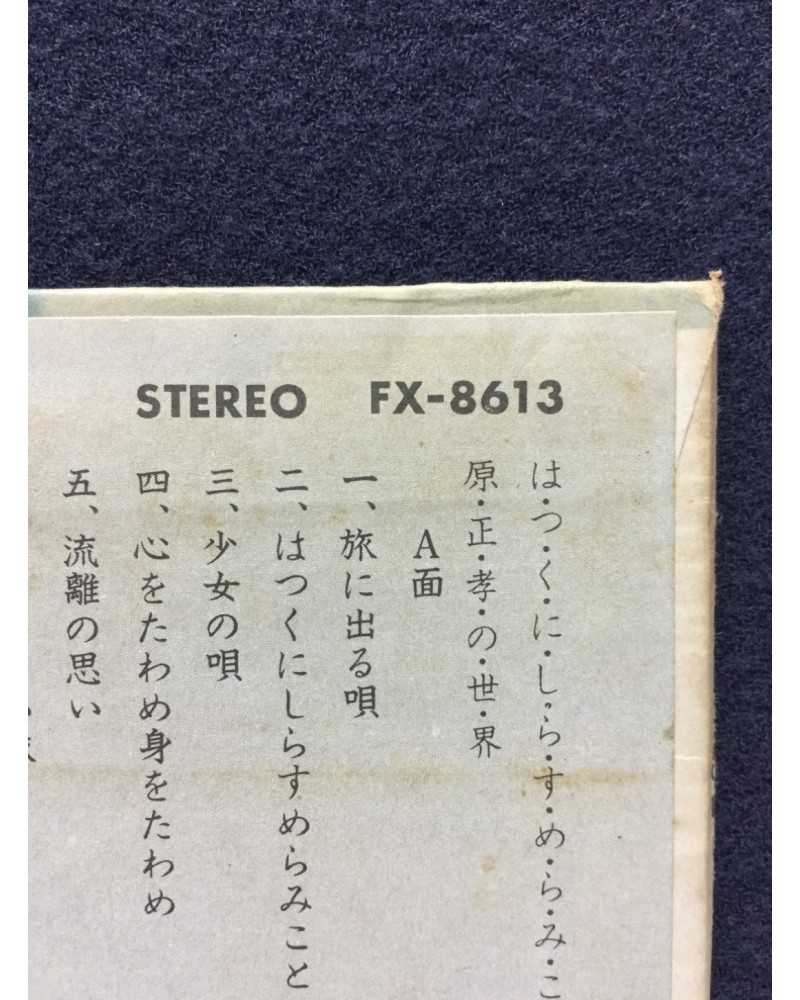 STEREO FX-8613
は・つ・く・に・し・ら・す・め・ら・み・こ
原・正・孝・の・世・界
A面
一、旅に出る唄
二、はつくにしらすめらみこと
三、少女の唄
四、心をたわめ身をたわめ
五、流離の思い